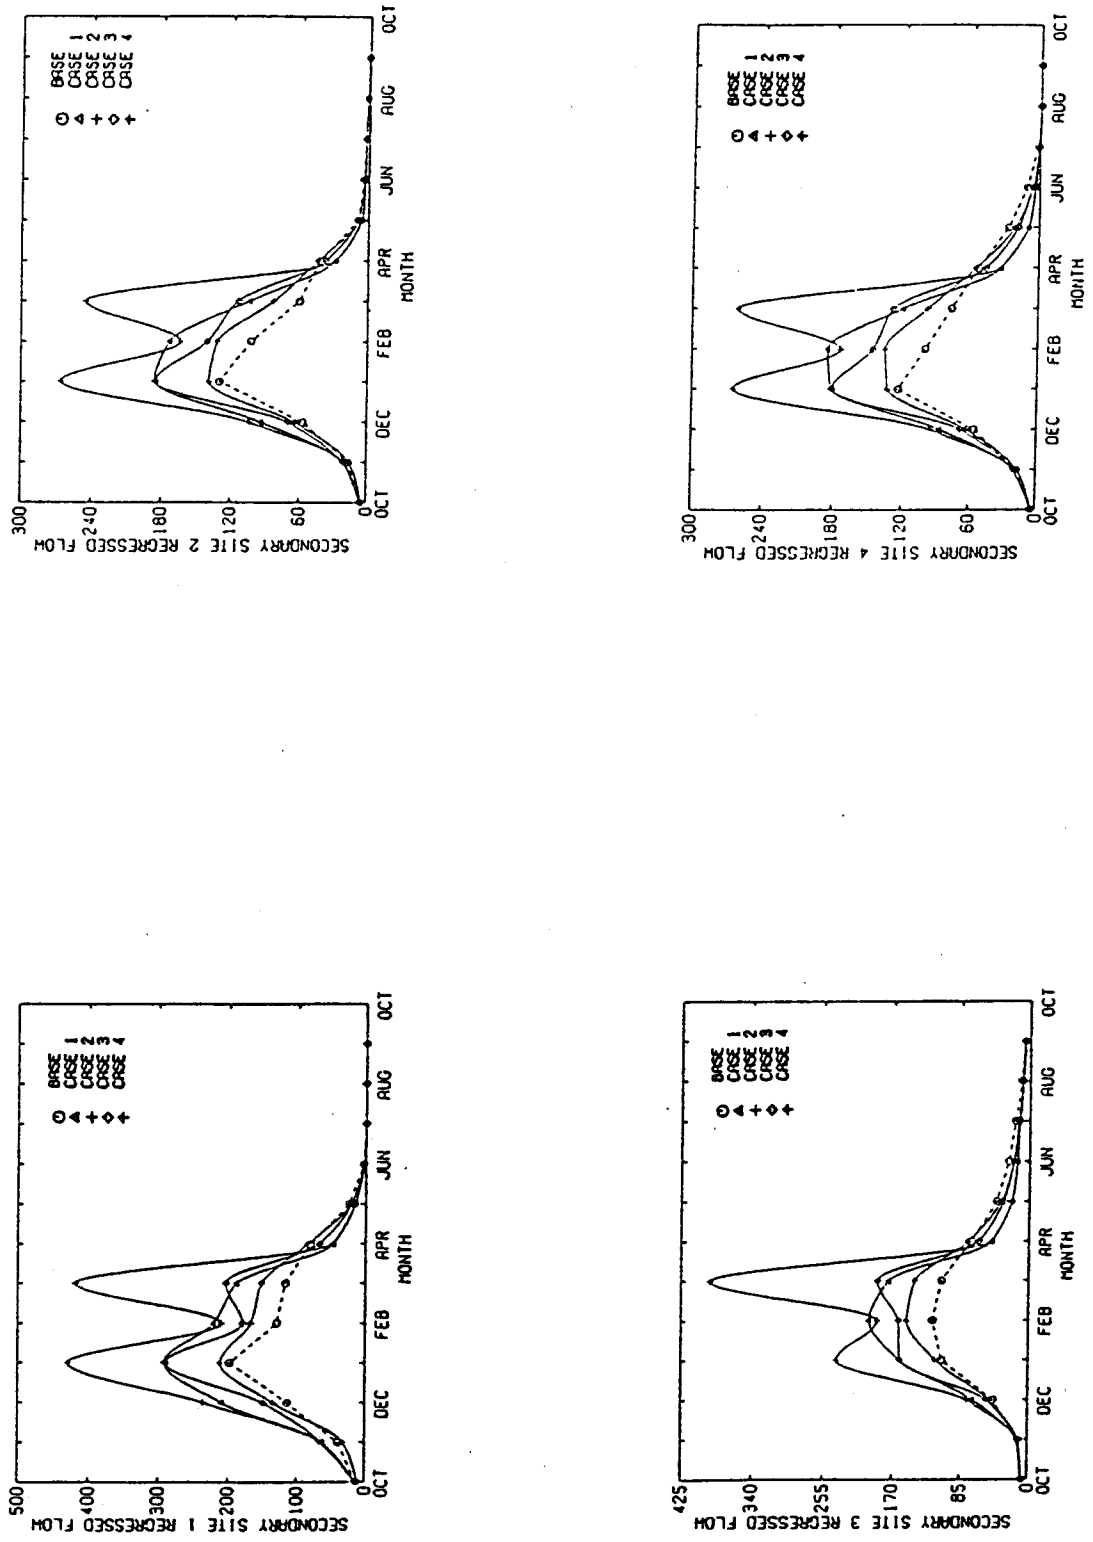 SECONDARY SITE 1 REGRESSED FLOW
500
400
300
200
100
0
OCT DEC FEB APR JUN AUG OCT
MONTH
BASE
CASE 1
CASE 2
CASE 3
CASE 4
SECONDARY SITE 2 REGRESSED FLOW
300
240
180
120
60
0
OCT DEC FEB APR JUN AUG OCT
MONTH
BASE
CASE 1
CASE 2
CASE 3
CASE 4
SECONDARY SITE 3 REGRESSED FLOW
425
340
255
170
85
0
OCT DEC FEB APR JUN AUG OCT
MONTH
BASE
CASE 1
CASE 2
CASE 3
CASE 4
SECONDARY SITE 4 REGRESSED FLOW
300
240
180
120
60
0
OCT DEC FEB APR JUN AUG OCT
MONTH
BASE
CASE 1
CASE 2
CASE 3
CASE 4